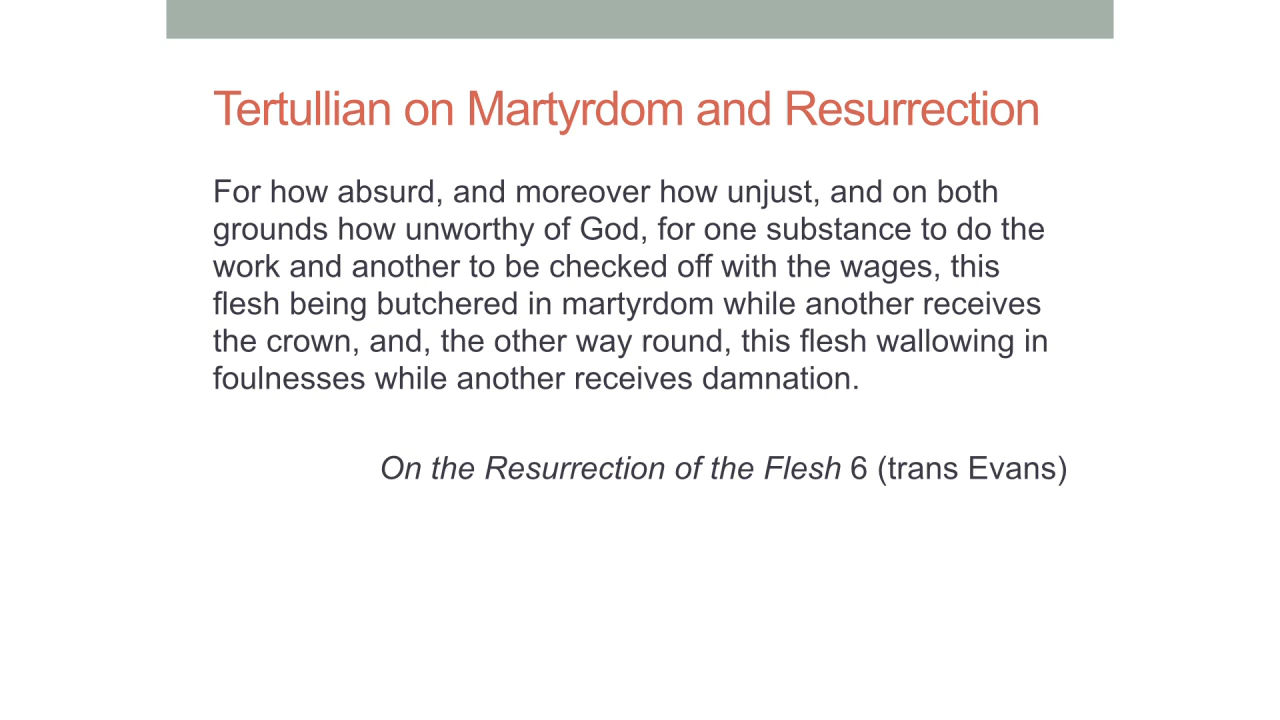 Tertullian on Martyrdom and Resurrection
For how absurd, and moreover how unjust, and on both
grounds how unworthy of God, for one substance to do the
work and another to be checked off with the wages, this
flesh being butchered in martyrdom while another receives
the crown, and, the other way round, this flesh wallowing in
foulnesses while another receives damnation.
On the Resurrection of the Flesh 6 (trans Evans)